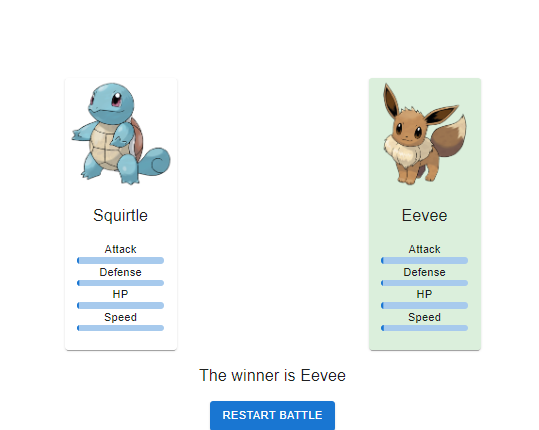 Squirtle
Attack
Defense
HP
Speed
Eevee
Attack
Defense
HP
Speed
The winner is Eevee
RESTART BATTLE